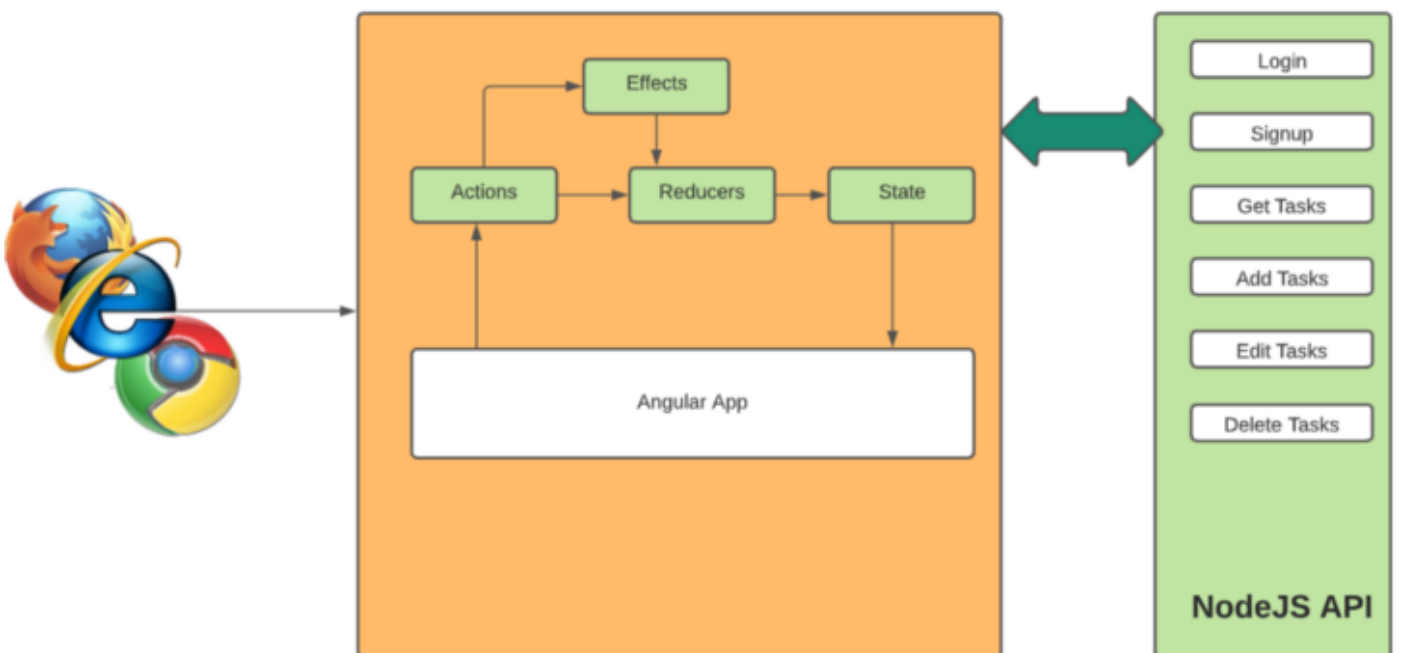 Effects
Actions
Reducers
State
Angular App
Login
Signup
Get Tasks
Add Tasks
Edit Tasks
Delete Tasks
NodeJS API